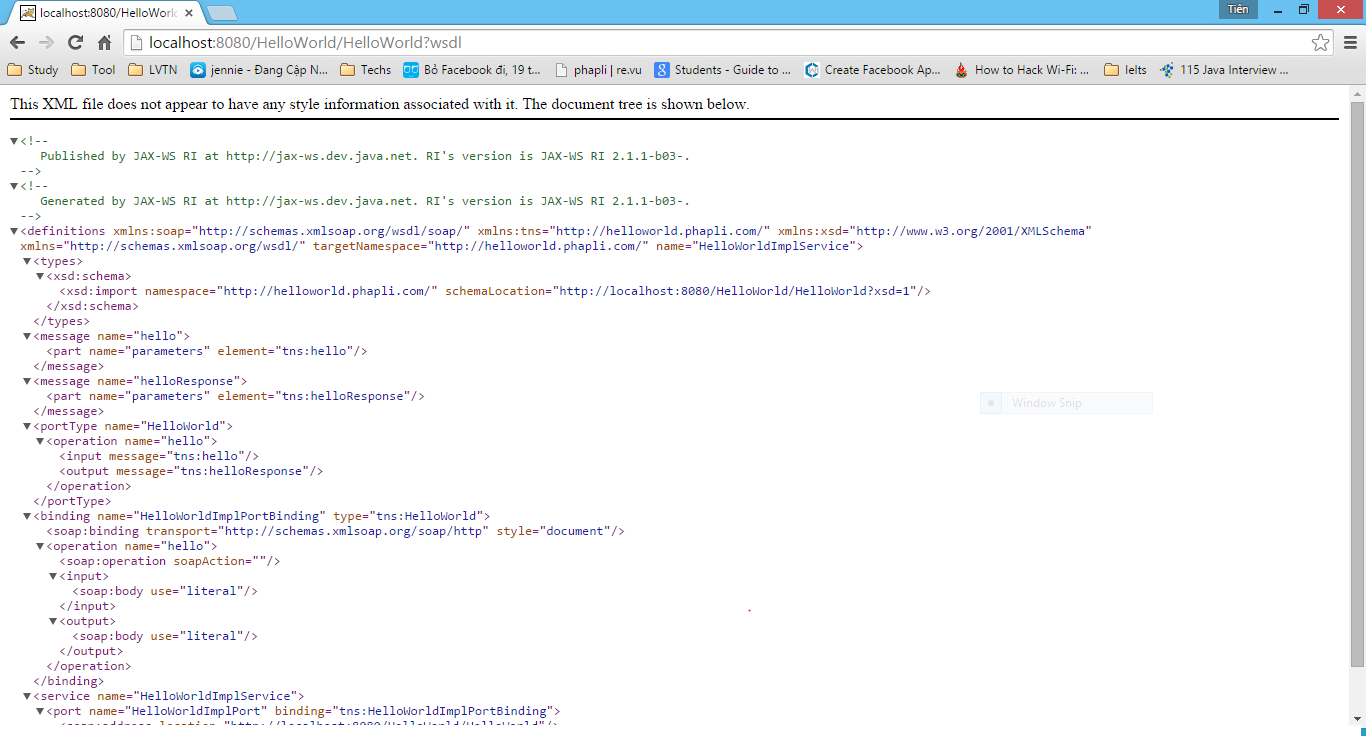 localhost:8080/HelloWorld
Tiên
localhost:8080/HelloWorld/HelloWorld?wsdl
Study Tool LVTN jennie - Đang Cập N... Techs Bỏ Facebook đi, 19 t... phapli | re.vu Students - Guide to ... Create Facebook Ap... How to Hack Wi-Fi: ... Ielts 115 Java Interview ...
This XML file does not appear to have any style information associated with it. The document tree is shown below.
▼<!--
Published by JAX-WS RI at http://jax-ws.dev.java.net. RI's version is JAX-WS RI 2.1.1-b03-.
-->
▼<!--
Generated by JAX-WS RI at http://jax-ws.dev.java.net. RI's version is JAX-WS RI 2.1.1-b03-.
-->
▼<definitions xmlns:soap="http://schemas.xmlsoap.org/wsdl/soap/" xmlns:tns="http://helloworld.phapli.com/" xmlns:xsd="http://www.w3.org/2001/XMLSchema"
xmlns="http://schemas.xmlsoap.org/wsdl/" targetNamespace="http://helloworld.phapli.com/" name="HelloWorldImplService">
▼<types>
▼<xsd:schema>
<xsd:import namespace="http://helloworld.phapli.com/" schemaLocation="http://localhost:8080/HelloWorld/HelloWorld?xsd=1"/>
</xsd:schema>
</types>
▼<message name="hello">
<part name="parameters" element="tns:hello"/>
</message>
▼<message name="helloResponse">
<part name="parameters" element="tns:helloResponse"/>
</message>
Window Snip
▼<portType name="HelloWorld">
▼<operation name="hello">
<input message="tns:hello"/>
<output message="tns:helloResponse"/>
</operation>
</portType>
▼<binding name="HelloWorldImplPortBinding" type="tns:HelloWorld">
<soap:binding transport="http://schemas.xmlsoap.org/soap/http" style="document"/>
▼<operation name="hello">
<soap:operation soapAction=""/>
▼<input>
<soap:body use="literal"/>
</input>
▼<output>
<soap:body use="literal"/>
</output>
</operation>
</binding>
▼<service name="HelloWorldImplService">
▼<port name="HelloWorldImplPort" binding="tns:HelloWorldImplPortBinding">
<soap:address location="http://localhost:8080/HelloWorld/HelloWorld"/>